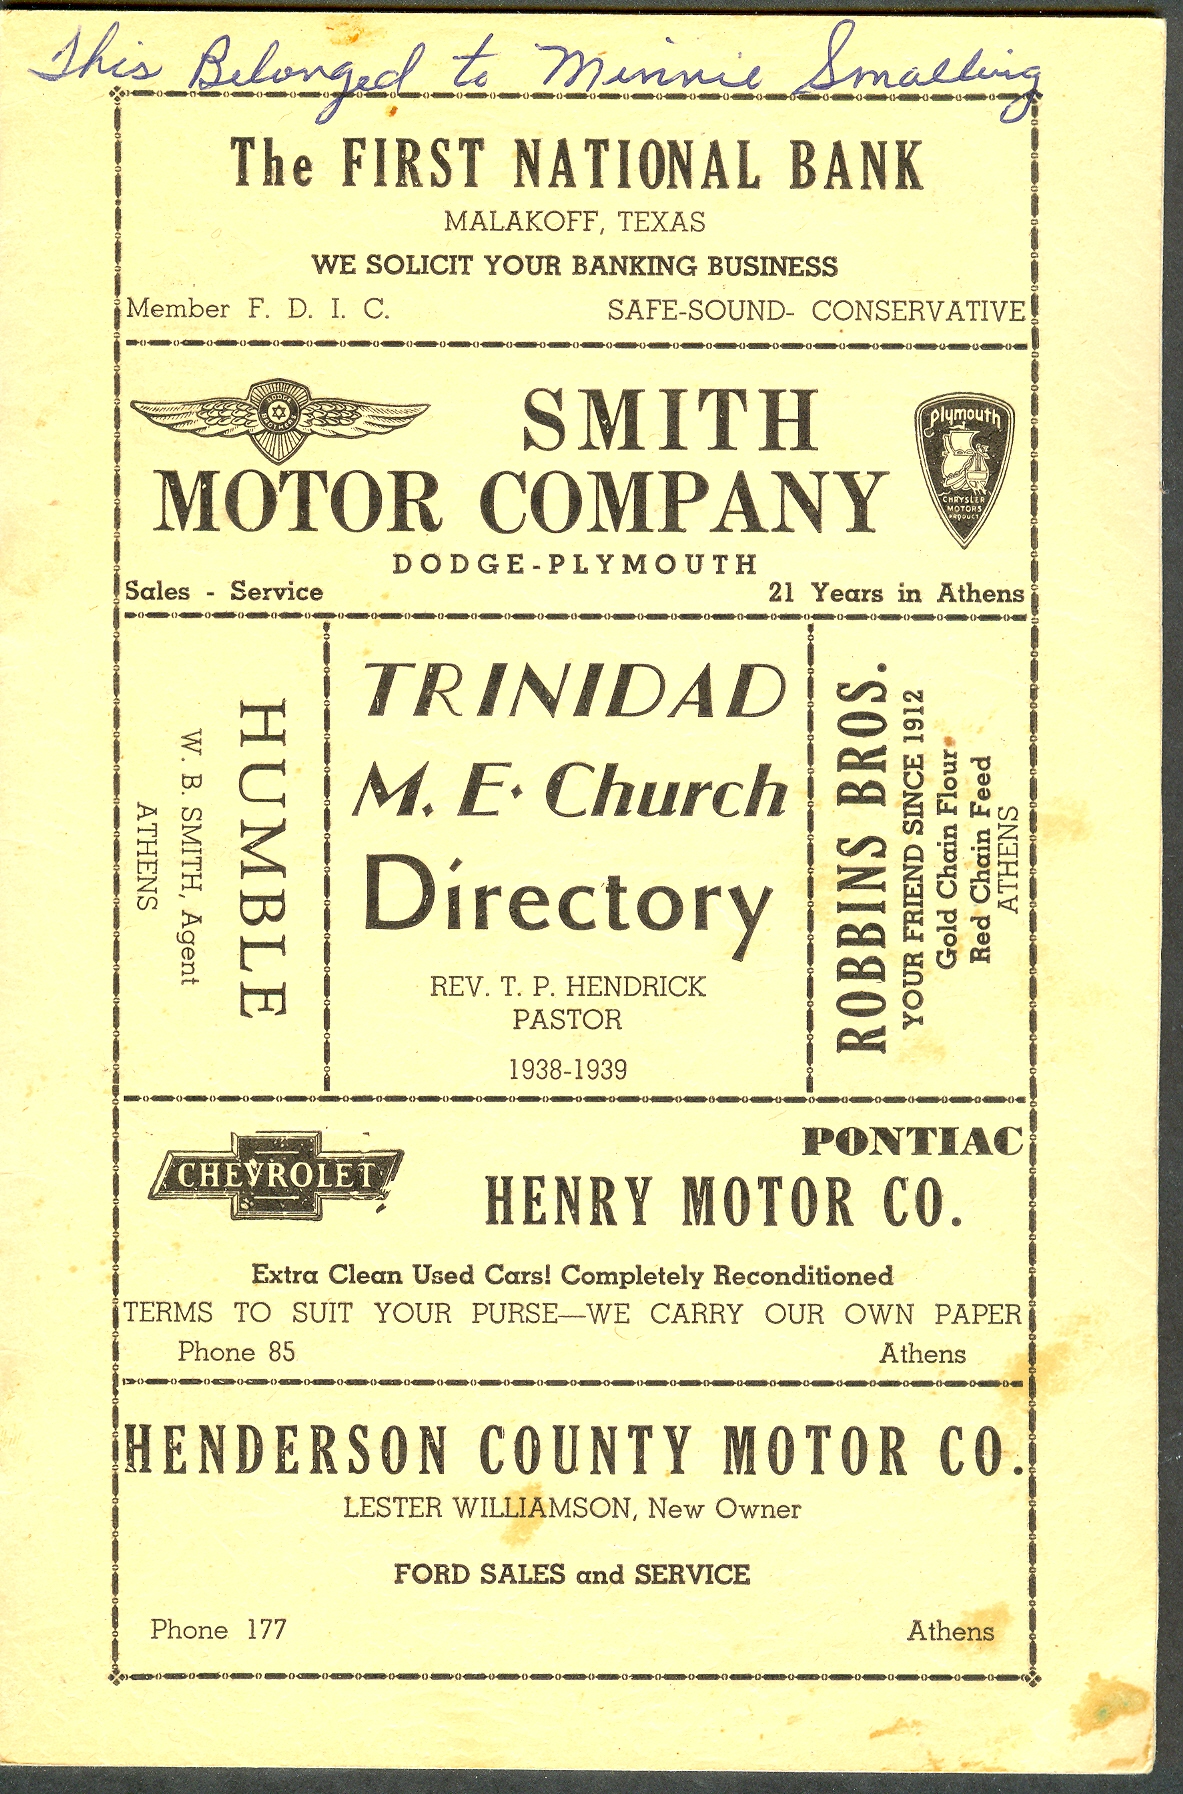 This Belonged to Minnie Smalling
The FIRST NATIONAL BANK
MALAKOFF, TEXAS
WE SOLICIT YOUR BANKING BUSINESS
Member F. D. I. C. SAFE-SOUND- CONSERVATIVE
DODGE
BROTHERS
SMITH
MOTOR COMPANY
Plymouth
CHRYSLER
MOTORS
PRODUCT
DODGE-PLYMOUTH
Sales - Service 21 Years in Athens
HUMBLE
W. B. SMITH, Agent
ATHENS
TRINIDAD
M. E. Church
Directory
REV. T. P. HENDRICK
PASTOR
1938-1939
ROBBINS BROS.
YOUR FRIEND SINCE 1912
Gold Chain Flour
Red Chain Feed
ATHENS
CHEVROLET
PONTIAC
HENRY MOTOR CO.
Extra Clean Used Cars! Completely Reconditioned
TERMS TO SUIT YOUR PURSE—WE CARRY OUR OWN PAPER
Phone 85 Athens
HENDERSON COUNTY MOTOR CO.
LESTER WILLIAMSON, New Owner
FORD SALES and SERVICE
Phone 177 Athens